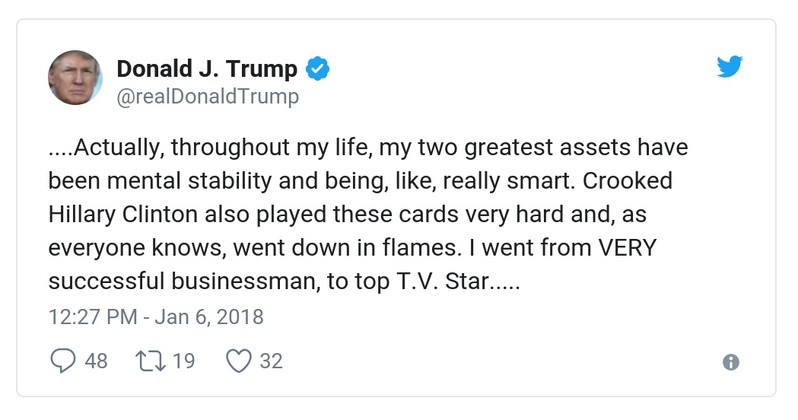 Donald J. Trump
@realDonaldTrump
....Actually, throughout my life, my two greatest assets have
been mental stability and being, like, really smart. Crooked
Hillary Clinton also played these cards very hard and, as
everyone knows, went down in flames. I went from VERY
successful businessman, to top T.V. Star.....
12:27 PM - Jan 6, 2018
48 19 32